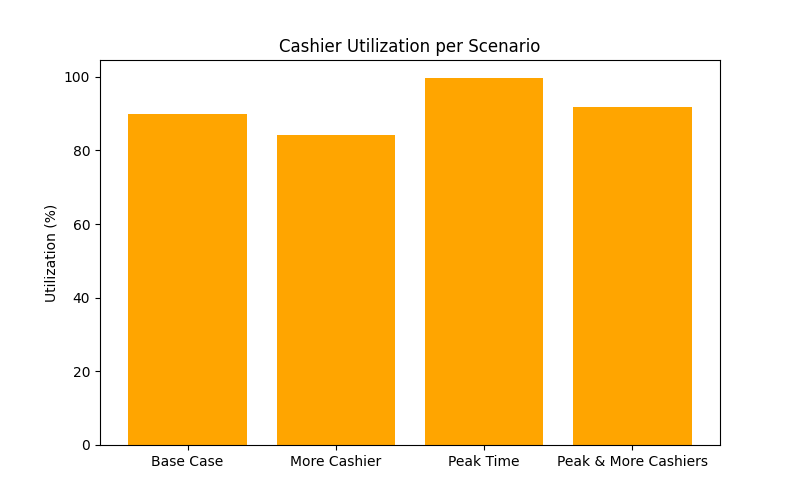 Cashier Utilization per Scenario
Utilization (%)
100
80
60
40
20
0
Base Case
More Cashier
Peak Time
Peak & More Cashiers